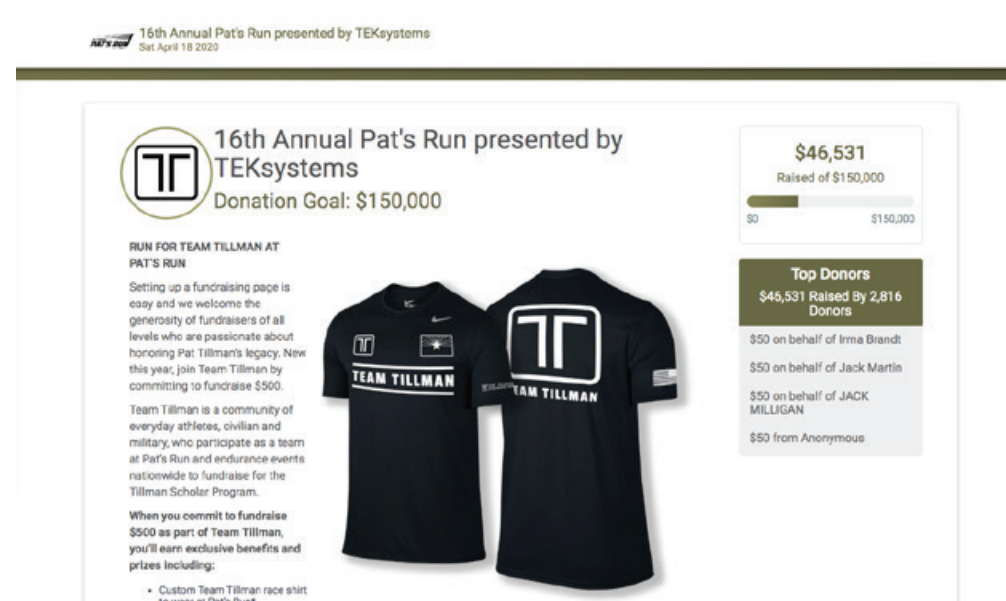 PAT'S RUN
16th Annual Pat's Run presented by TEKsystems
Sat April 18 2020
16th Annual Pat's Run presented by
TEKsystems
Donation Goal: $150,000
RUN FOR TEAM TILLMAN AT
PAT'S RUN
Setting up a fundraising page is
easy and we welcome the
generosity of fundraisers of all
levels who are passionate about
honoring Pat Tillman's legacy. New
this year, join Team Tillman by
committing to fundraise $500.
Team Tillman is a community of
everyday athletes, civilian and
military, who participate as a team
at Pat's Run and endurance events
nationwide to fundraise for the
Tillman Scholar Program.
When you commit to fundraise
$500 as part of Team Tillman,
you'll earn exclusive benefits and
prizes including:
• Custom Team Tillman race shirt
to wear at Pat's Run*
TEAM TILLMAN
TEAM TILLMAN
$46,531
Raised of $150,000
$0 $150,000
Top Donors
$46,531 Raised By 2,816
Donors
$50 on behalf of Irma Brandt
$50 on behalf of Jack Martin
$50 on behalf of JACK
MILLIGAN
$50 from Anonymous